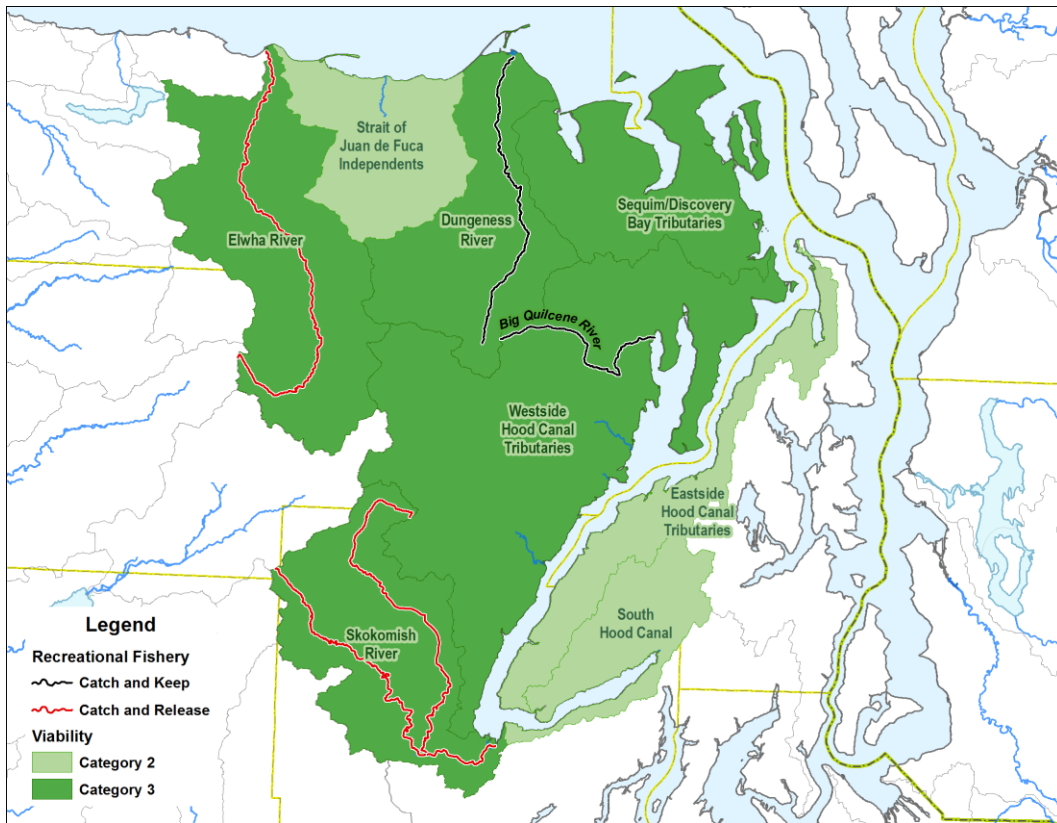 Strait of
Juan de Fuca
Independents
Elwha River
Dungeness
River
Sequim/Discovery
Bay Tributaries
Big Quilcene River
Westside
Hood Canal
Tributaries
Eastside
Hood Canal
Tributaries
South
Hood Canal
Skokomish
River
Legend
Recreational Fishery
Catch and Keep
Catch and Release
Viability
Category 2
Category 3